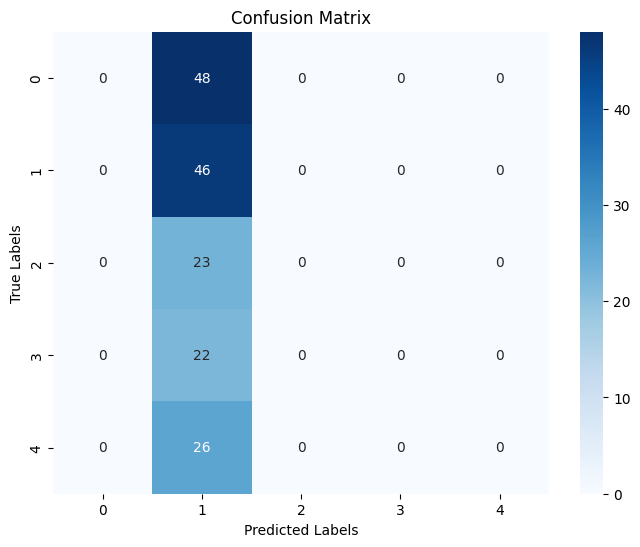 Confusion Matrix
0 0 48 0 0 0
1 0 46 0 0 0
2 0 23 0 0 0
3 0 22 0 0 0
4 0 26 0 0 0
0 1 2 3 4
True Labels
Predicted Labels
40
30
20
10
0